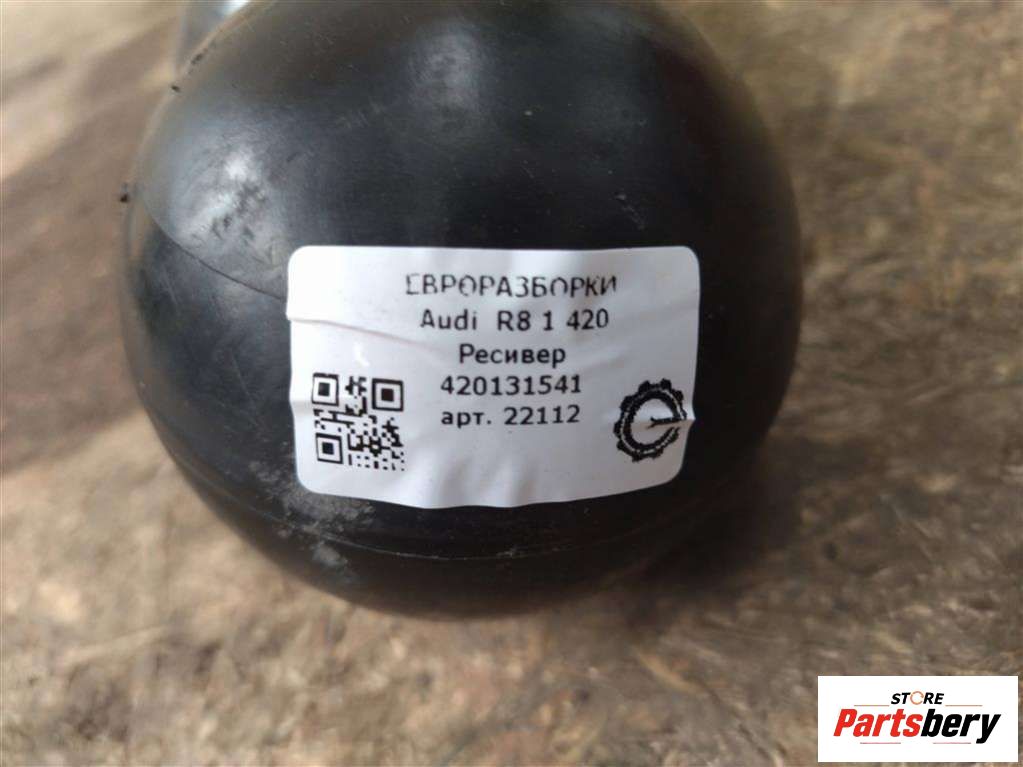 ЕВРОРАЗБОРКИ
Audi R8 1 420
Ресивер
420131541
арт. 22112
STORE
Partsbery